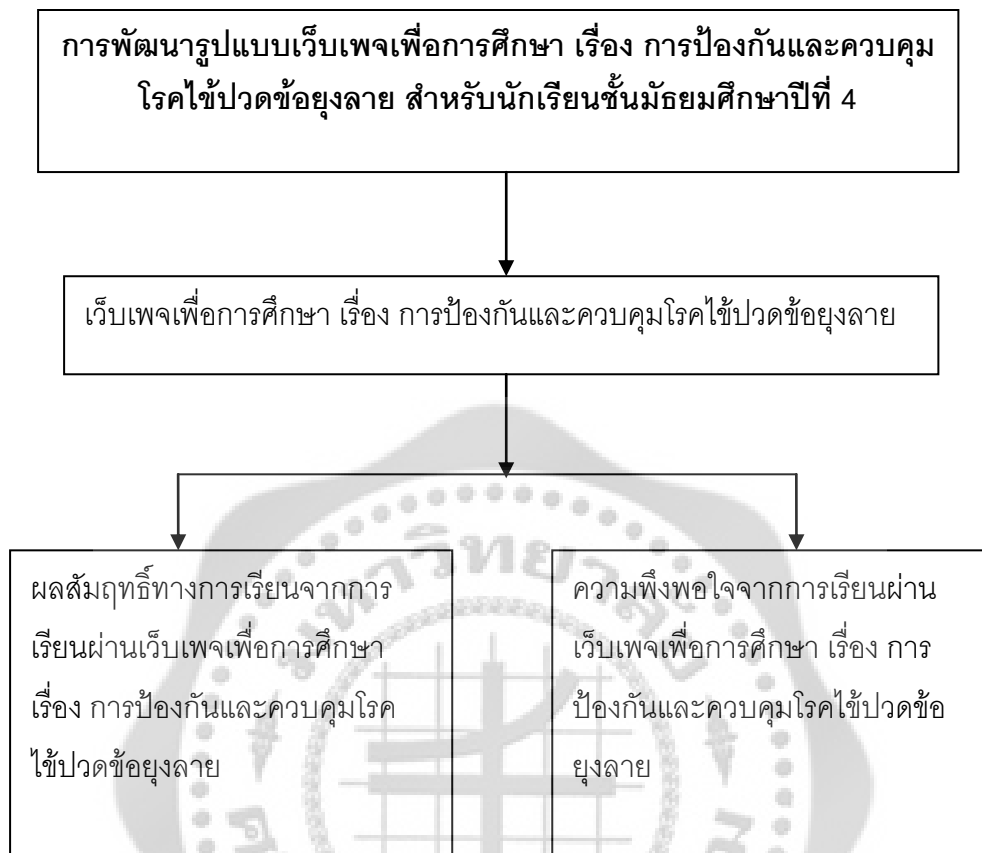 การพัฒนารูปแบบเว็บเพจเพื่อการศึกษา เรื่อง การป้องกันและควบคุม
โรคไข้ปวดข้อยุงลาย สำหรับนักเรียนชั้นมัธยมศึกษาปีที่ 4
เว็บเพจเพื่อการศึกษา เรื่อง การป้องกันและควบคุมโรคไข้ปวดข้อยุงลาย
ผลสัมฤทธิ์ทางการเรียนจากการ
เรียนผ่านเว็บเพจเพื่อการศึกษา
เรื่อง การป้องกันและควบคุมโรค
ไข้ปวดข้อยุงลาย
ความพึงพอใจจากการเรียนผ่าน
เว็บเพจเพื่อการศึกษา เรื่อง การ
ป้องกันและควบคุมโรคไข้ปวดข้อ
ยุงลาย
มหาวิทยาลัย